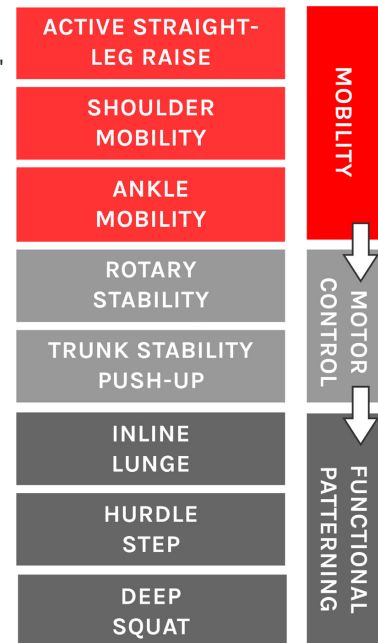 ACTIVE STRAIGHT-
LEG RAISE
SHOULDER
MOBILITY
ANKLE
MOBILITY
ROTARY
STABILITY
TRUNK STABILITY
PUSH-UP
INLINE
LUNGE
HURDLE
STEP
DEEP
SQUAT
MOBILITY
MOTOR
CONTROL
FUNCTIONAL
PATTERNING